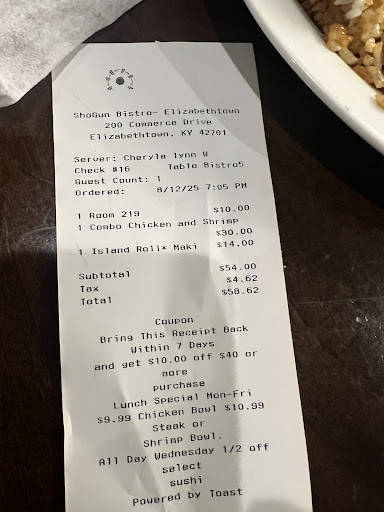 ShoGun Bistro- Elizabethtown
200 Commerce Drive
Elizabethtown, KY 42701
Server: Cheryle lynn W
Check #16 Table Bistro5
Guest Count: 1
Ordered: 8/12/25 7:05 PM
1 Room 219 $10.00
1 Combo Chicken and Shrimp
$30.00
1 Island Roll* Maki $14.00
Subtotal $54.00
Tax $4.62
Total $58.62
Coupon
Bring This Receipt Back
Within 7 Days
and get $10.00 off $40 or
more
purchase
Lunch Special Mon-Fri
$9.99 Chicken Bowl $10.99
Steak or
Shrimp Bowl.
All Day Wednesday 1/2 off
select
sushi
Powered by Toast